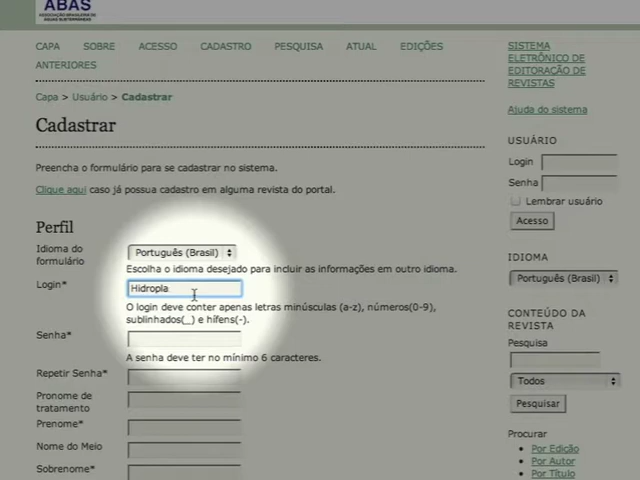 ABAS
ASSOCIAÇÃO BRASILEIRA DE
ÁGUAS SUBTERRÂNEAS
CAPA SOBRE ACESSO CADASTRO PESQUISA ATUAL EDIÇÕES
ANTERIORES
Capa > Usuário > Cadastrar
Cadastrar
Preencha o formulário para se cadastrar no sistema.
Clique aqui caso já possua cadastro em alguma revista do portal.
Perfil
Idioma do
formulário
Português (Brasil)
Escolha o idioma desejado para incluir as informações em outro idioma.
Login*
Hidropla
O login deve conter apenas letras minúsculas (a-z), números(0-9),
sublinhados(_) e hífens(-).
Senha*
A senha deve ter no mínimo 6 caracteres.
Repetir Senha*
Pronome de
tratamento
Prenome*
Nome do Meio
Sobrenome*
SISTEMA
ELETRÔNICO DE
EDITORAÇÃO DE
REVISTAS
Ajuda do sistema
USUÁRIO
Login
Senha
Lembrar usuário
Acesso
IDIOMA
Português (Brasil)
CONTEÚDO DA
REVISTA
Pesquisa
Todos
Pesquisar
Procurar
Por Edição
Por Autor
Por Título